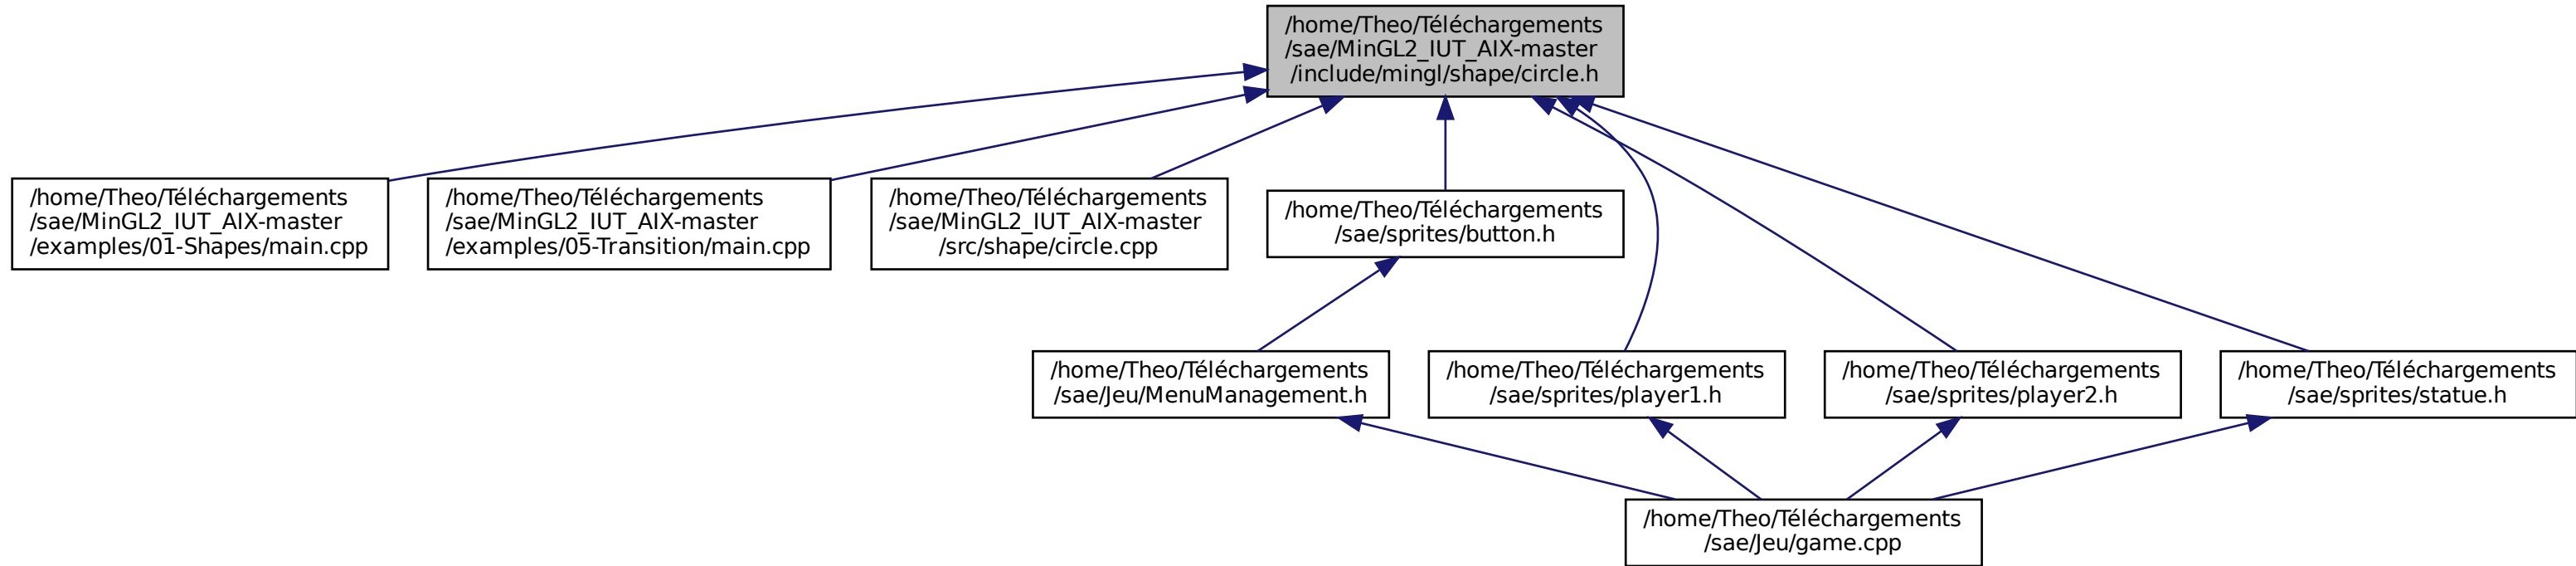 /home/Theo/Téléchargements
/sae/MinGL2_IUT_AIX-master
/include/mingl/shape/circle.h
/home/Theo/Téléchargements
/sae/MinGL2_IUT_AIX-master
/examples/01-Shapes/main.cpp
/home/Theo/Téléchargements
/sae/MinGL2_IUT_AIX-master
/examples/05-Transition/main.cpp
/home/Theo/Téléchargements
/sae/MinGL2_IUT_AIX-master
/src/shape/circle.cpp
/home/Theo/Téléchargements
/sae/sprites/button.h
/home/Theo/Téléchargements
/sae/Jeu/MenuManagement.h
/home/Theo/Téléchargements
/sae/sprites/player1.h
/home/Theo/Téléchargements
/sae/sprites/player2.h
/home/Theo/Téléchargements
/sae/sprites/statue.h
/home/Theo/Téléchargements
/sae/Jeu/game.cpp